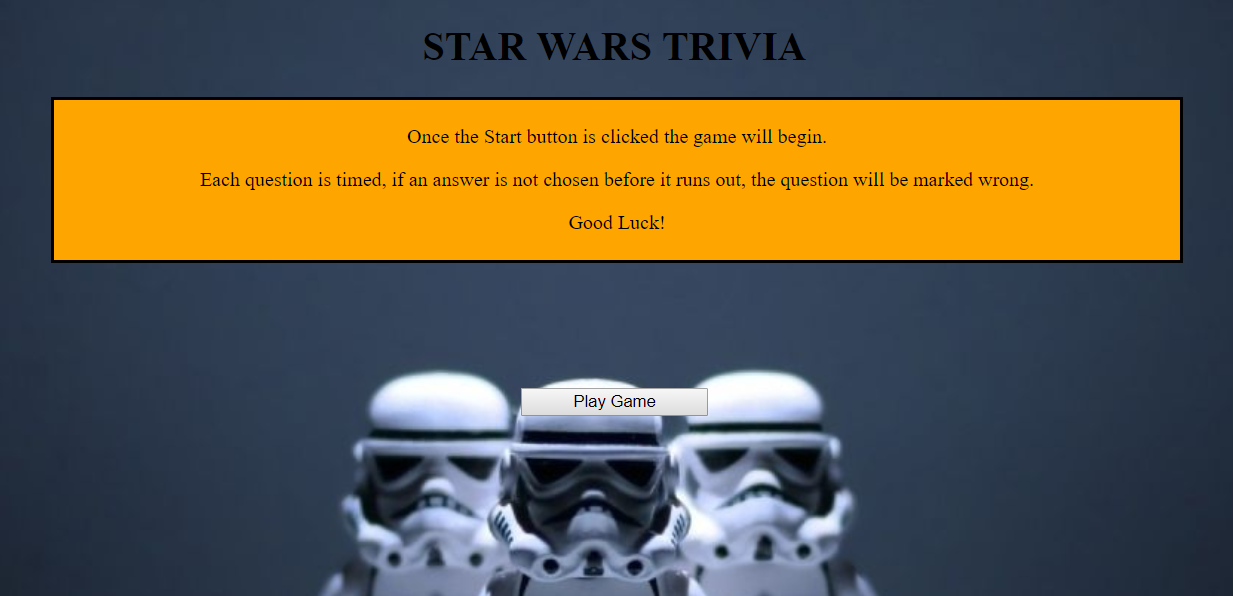 STAR WARS TRIVIA
Once the Start button is clicked the game will begin.
Each question is timed, if an answer is not chosen before it runs out, the question will be marked wrong.
Good Luck!
Play Game